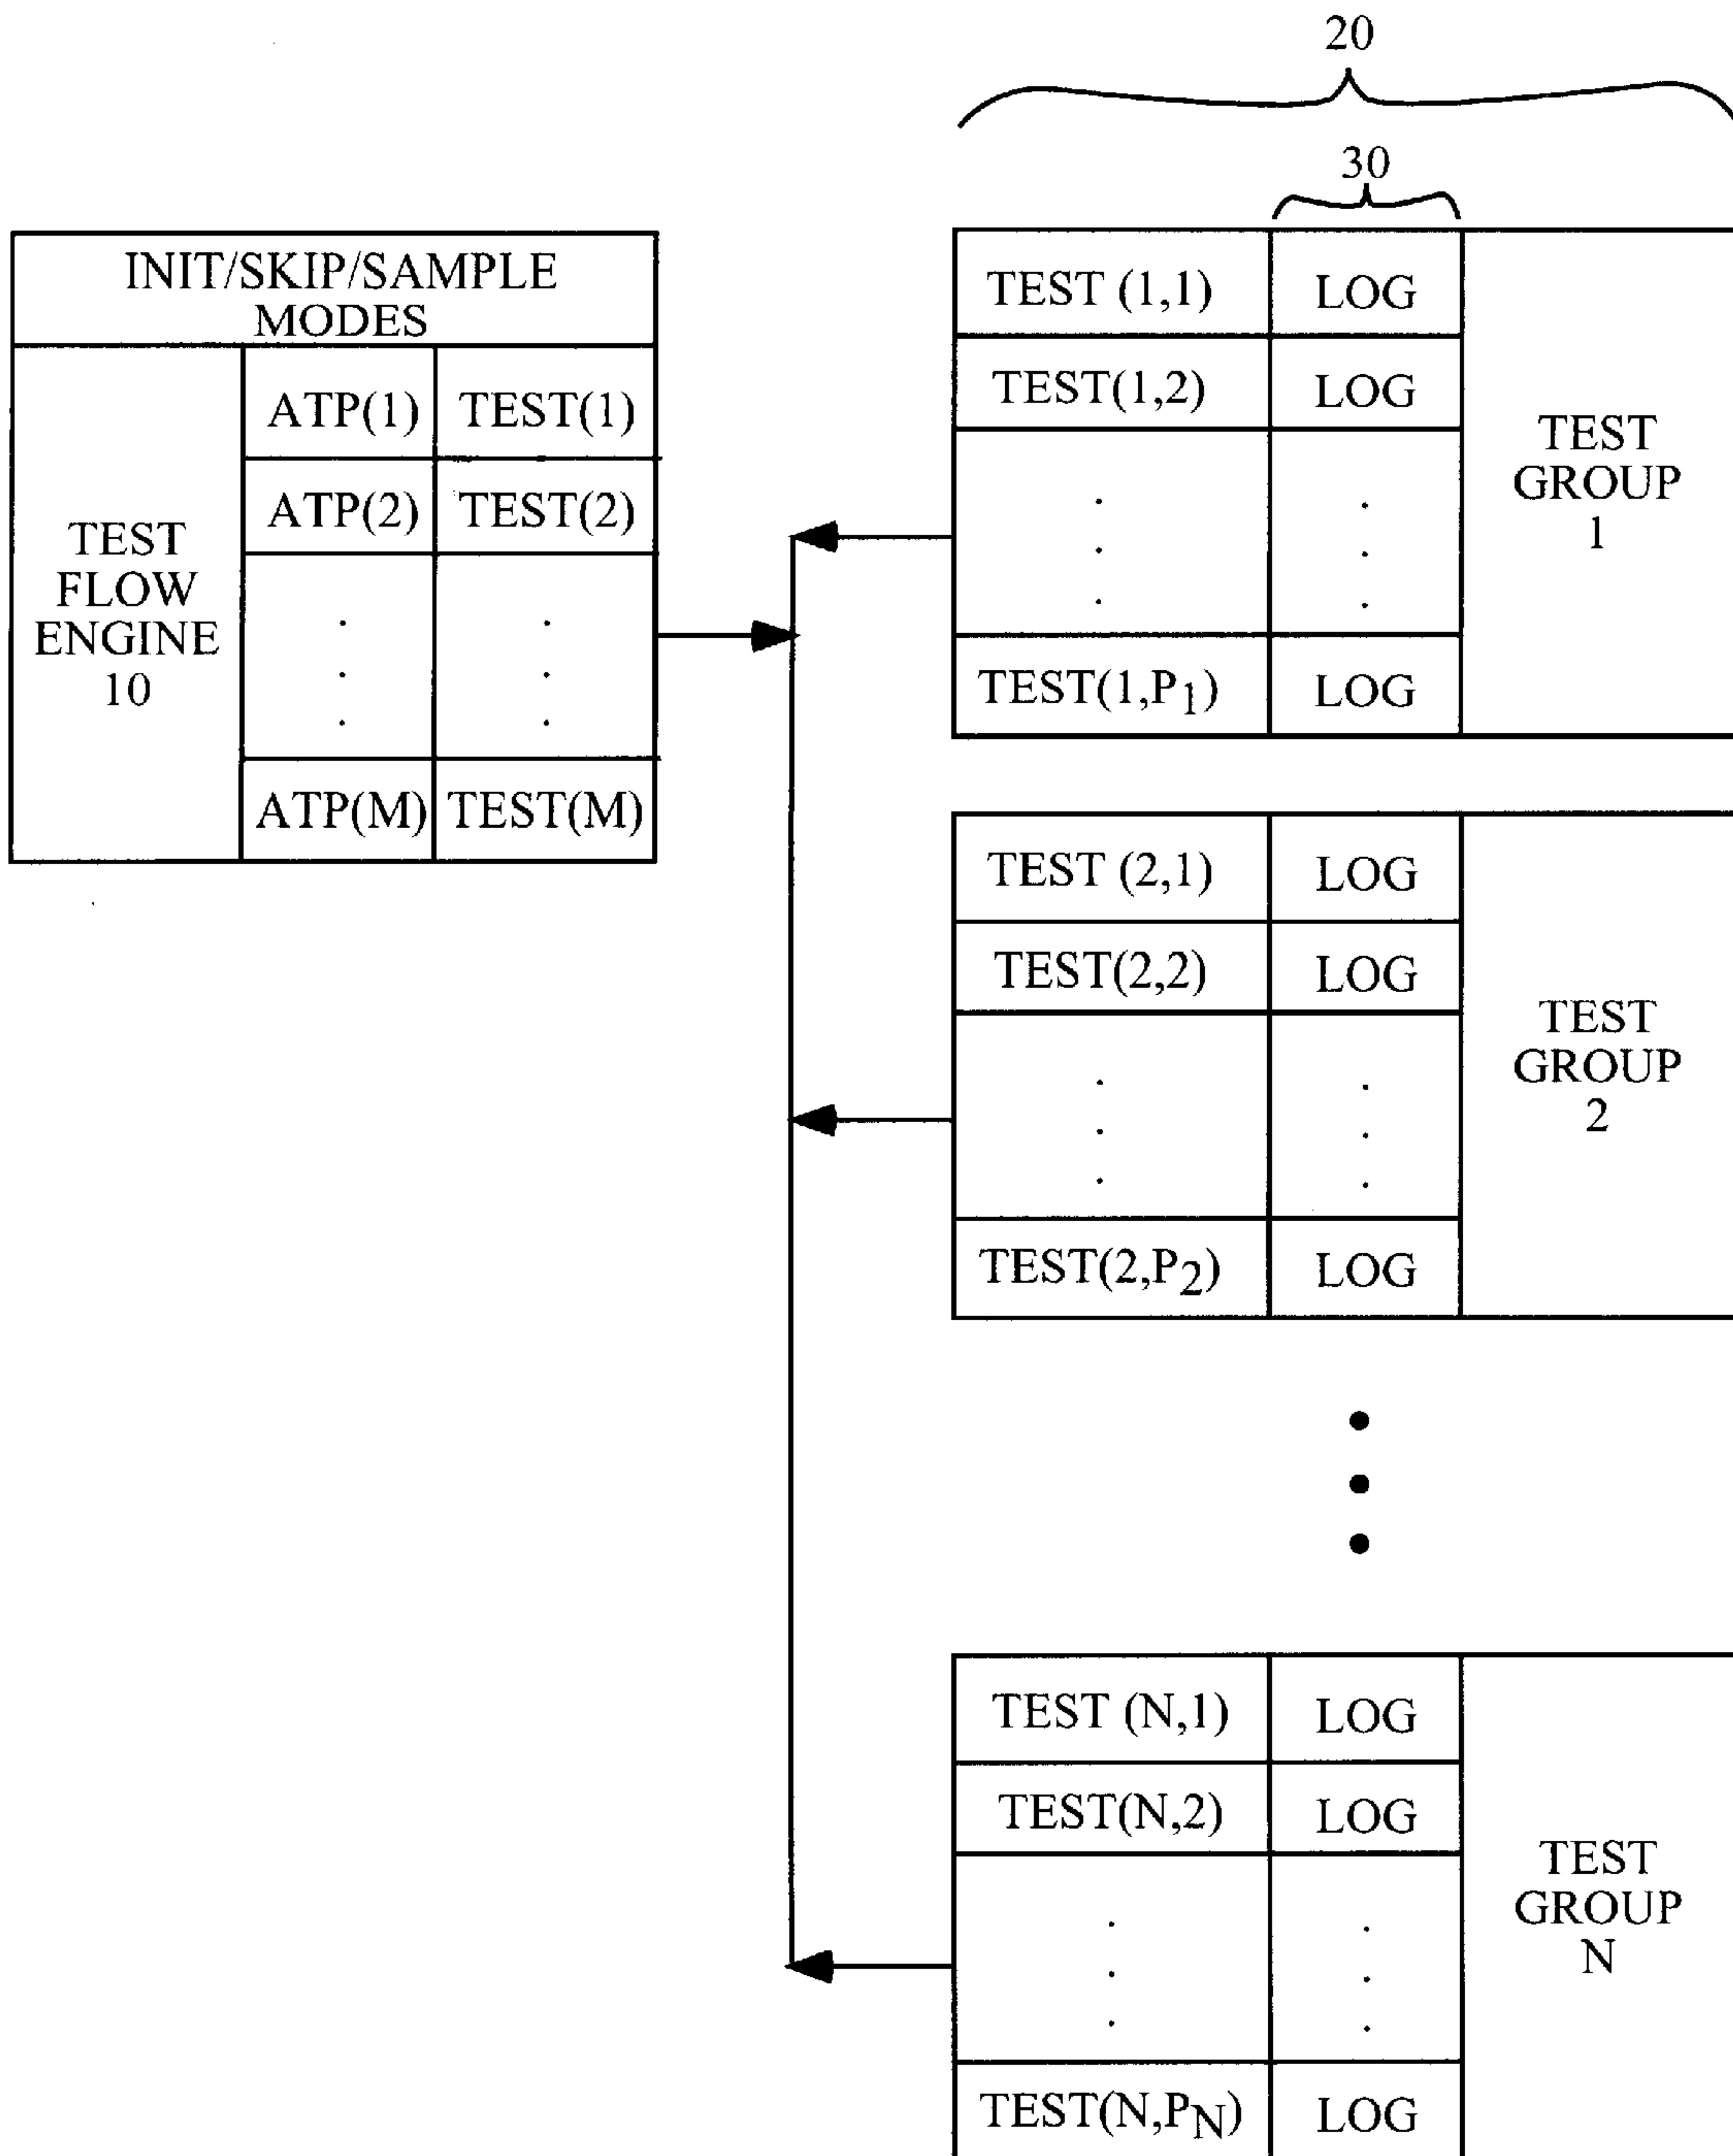 20
30
INIT/SKIP/SAMPLE
MODES
TEST
FLOW
ENGINE
10
ATP(1) TEST(1)
ATP(2) TEST(2)
ATP(M) TEST(M)
TEST (1,1) LOG
TEST(1,2) LOG
TEST(1,P1) LOG
TEST
GROUP
1
TEST (2,1) LOG
TEST(2,2) LOG
TEST(2,P2) LOG
TEST
GROUP
2
TEST (N,1) LOG
TEST(N,2) LOG
TEST(N,PN) LOG
TEST
GROUP
N